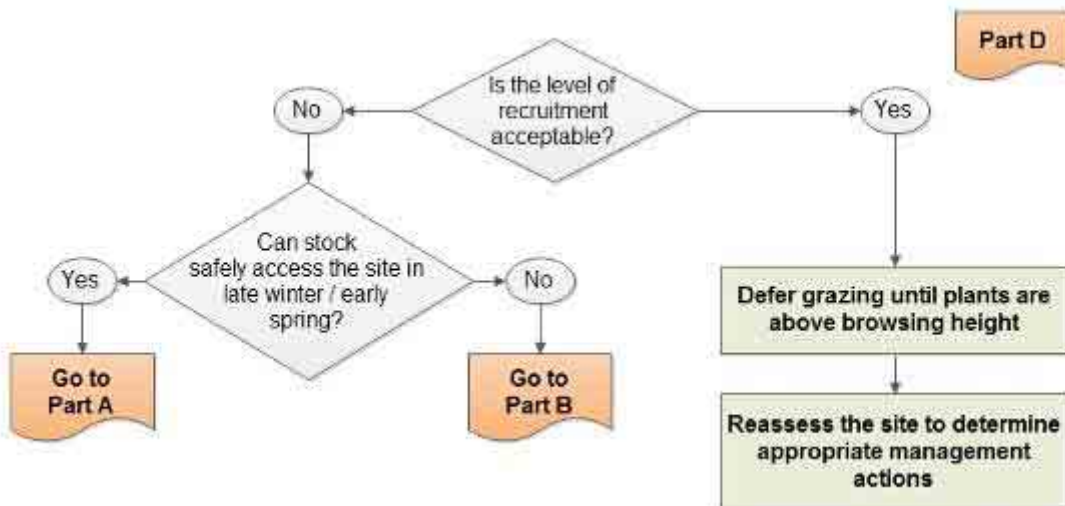 Part D
Is the level of
recruitment
acceptable?
No
Yes
Can stock
safely access the site in
late winter / early
spring?
Yes
No
Defer grazing until plants are
above browsing height
Go to
Part A
Go to
Part B
Reassess the site to determine
appropriate management
actions